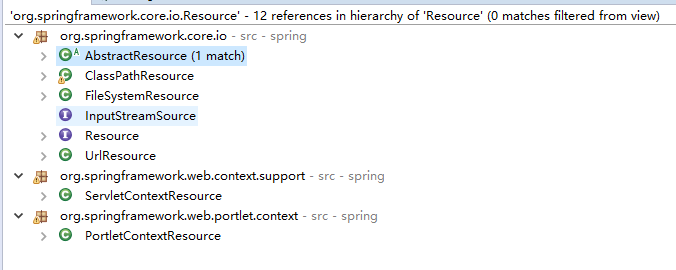 'org.springframework.core.io.Resource' - 12 references in hierarchy of 'Resource' (0 matches filtered from view)
org.springframework.core.io - src - spring
AbstractResource (1 match)
ClassPathResource
FileSystemResource
InputStreamSource
Resource
UrlResource
org.springframework.web.context.support - src - spring
ServletContextResource
org.springframework.web.portlet.context - src - spring
PortletContextResource